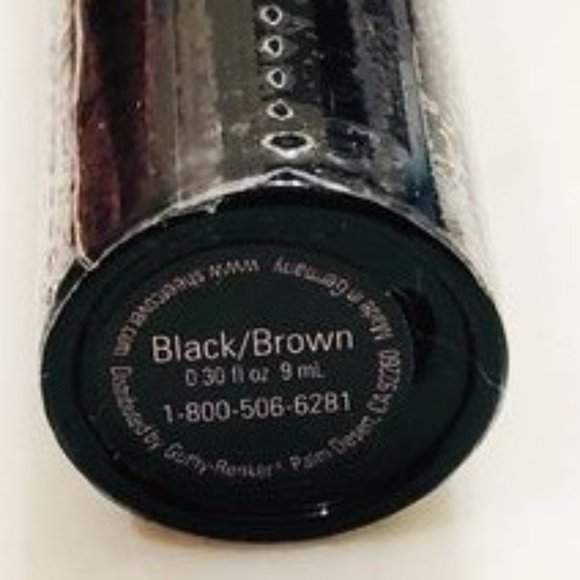 Black/Brown
0.30 fl oz 9 mL
1-800-506-6281
Distributed by Guthy-Renker® Palm Desert, CA 92260 Made in Germany www.sheercover.com